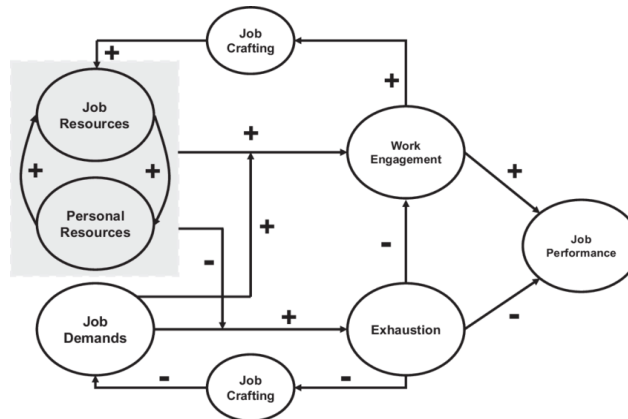 Job
Crafting
+
+
Job
Resources
+
+
+
Work
Engagement
+
Personal
Resources
+
-
-
Job
Performance
Job
Demands
+
Exhaustion
-
-
Job
Crafting
-